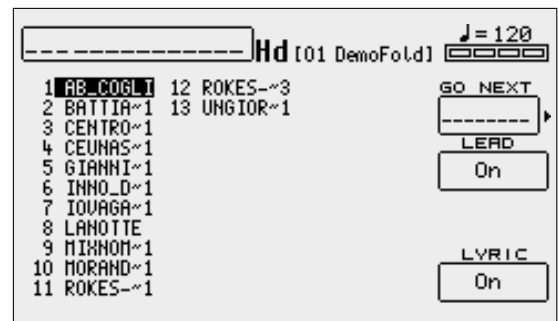 --- -------------- Hd [01 DemoFold] ♩= 120
1 AB_COGLI 12 ROKES-~3 GO NEXT
2 BATTIA~1 13 UNGIOR~1 --------
3 CENTRO~1
4 CEUNAS~1 LEAD
5 GIANNI~1 On
6 INNO_D~1
7 IOVAGA~1
8 LANOTTE
9 MIXNOM~1 LYRIC
10 MORAND~1 On
11 ROKES-~1